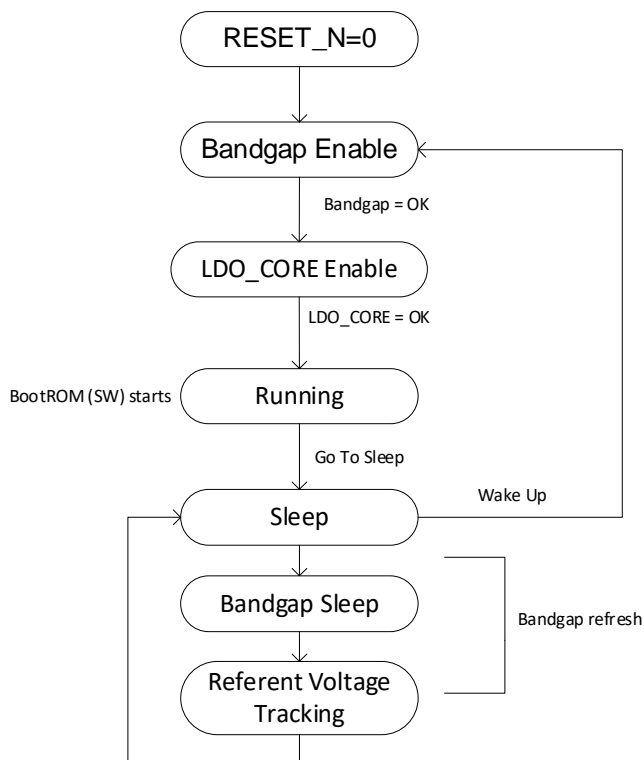 RESET_N=0
Bandgap Enable
Bandgap = OK
LDO_CORE Enable
LDO_CORE = OK
BootROM (SW) starts
Running
Go To Sleep
Wake Up
Sleep
Bandgap Sleep
Bandgap refresh
Referent Voltage
Tracking